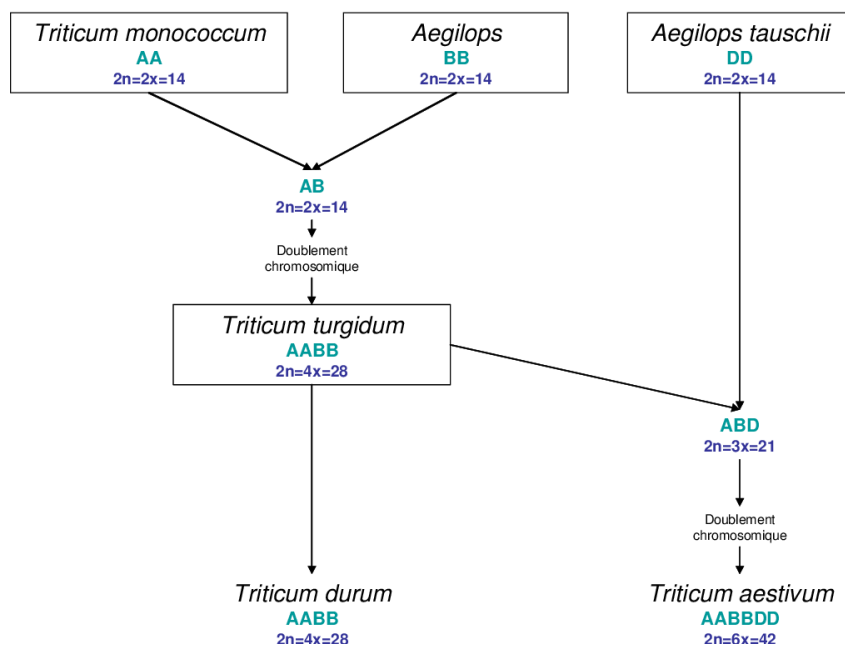 Triticum monococcum
AA
2n=2x=14
Aegilops
BB
2n=2x=14
Aegilops tauschii
DD
2n=2x=14
AB
2n=2x=14
Doublement
chromosomique
Triticum turgidum
AABB
2n=4x=28
ABD
2n=3x=21
Doublement
chromosomique
Triticum durum
AABB
2n=4x=28
Triticum aestivum
AABBDD
2n=6x=42